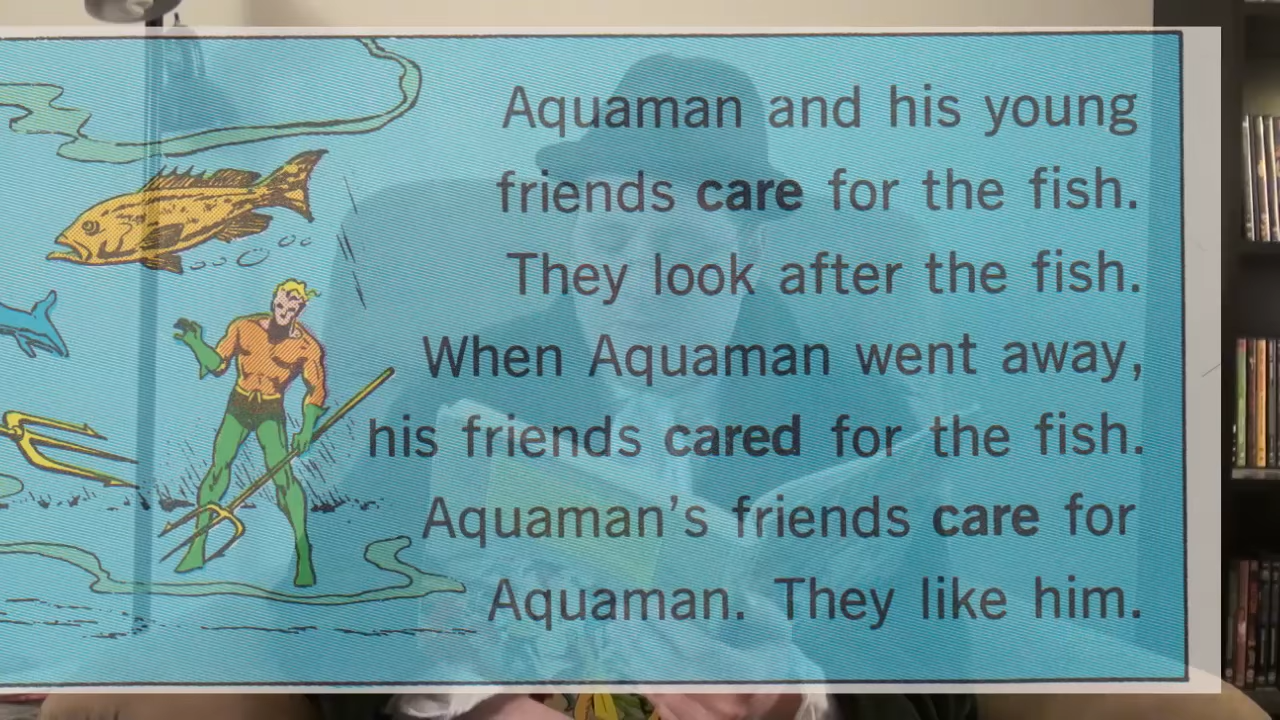 Aquaman and his young
friends care for the fish.
They look after the fish.
When Aquaman went away,
his friends cared for the fish.
Aquaman's friends care for
Aquaman. They like him.